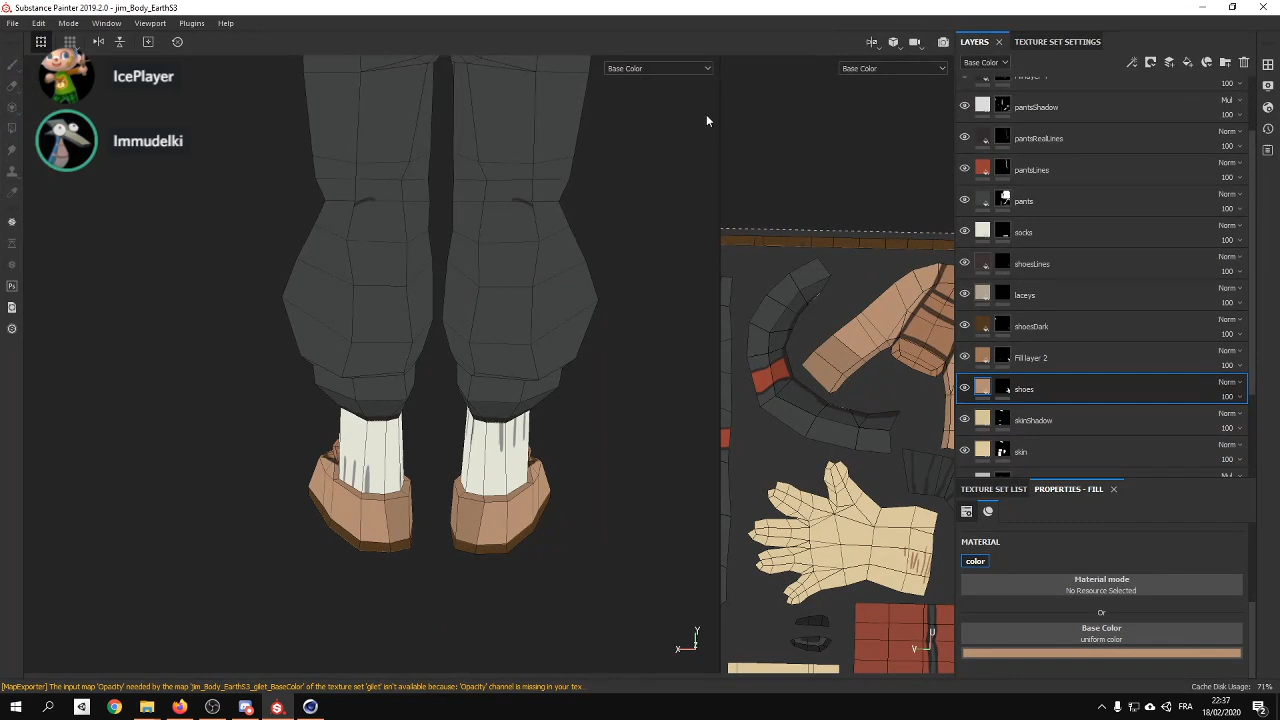 Substance Painter 2019.2.0 - jim_Body_EarthS3
File Edit Mode Window Viewport Plugins Help
IcePlayer
Immudelki
Base Color
Base Color
LAYERS
TEXTURE SET SETTINGS
Base Color
100
pantsShadow Mul
100
pantsRealLines Norm
100
pantsLines Norm
100
pants Norm
100
socks Norm
100
shoesLines Norm
100
laceys Norm
100
shoesDark Norm
100
Fill layer 2 Norm
100
shoes Norm
100
skinShadow Norm
100
skin Norm
100
Mul
TEXTURE SET LIST
PROPERTIES - FILL
MATERIAL
color
Material mode
No Resource Selected
Or
Base Color
uniform color
Y
X
U
V
Ps
[MapExporter] The input map 'Opacity' needed by the map 'jim_Body_EarthS3_gilet_BaseColor' of the texture set 'gilet' isn't available because: 'Opacity' channel is missing in your tex...
Cache Disk Usage: 71%
FRA
22:37
18/02/2020
2